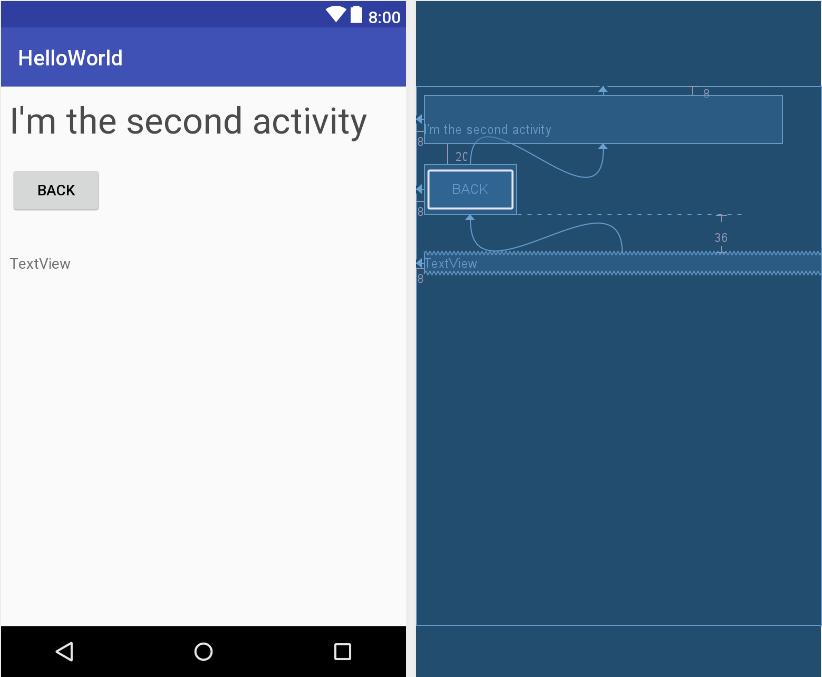 8:00
HelloWorld
I'm the second activity
BACK
TextView
8
I'm the second activity
8
20
BACK
8
36
TextView
8